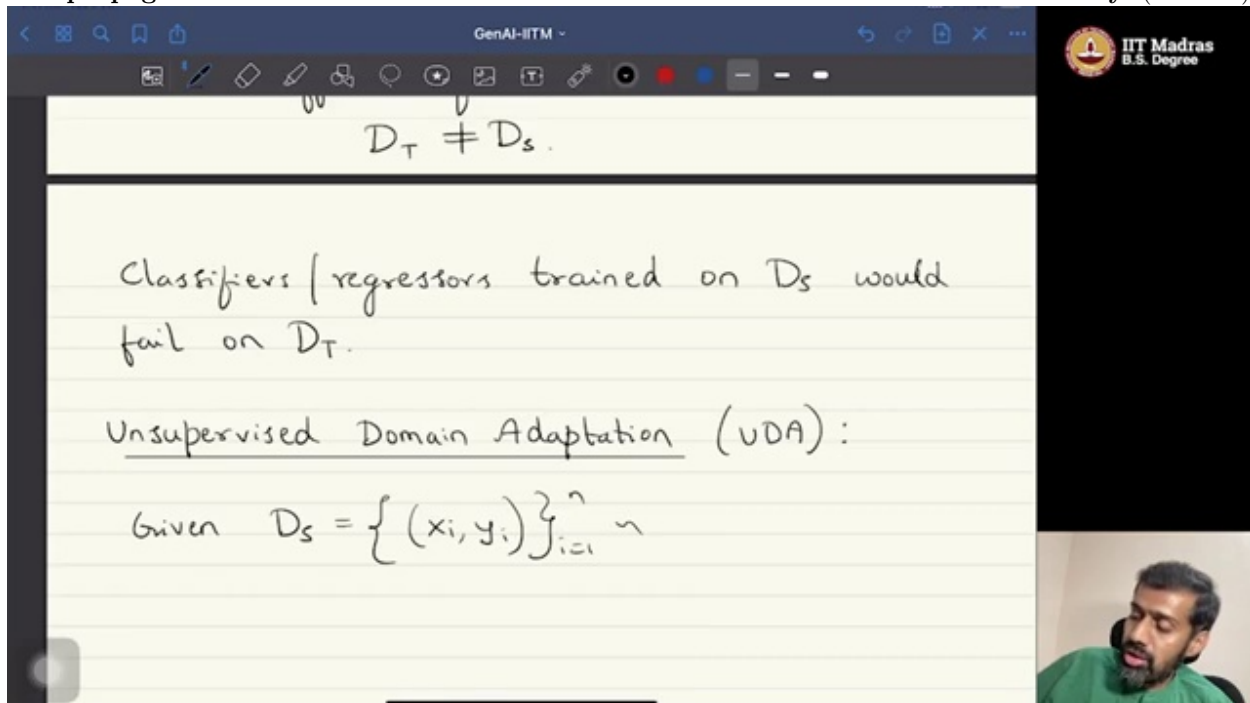 GenAI-IITM
IIT Madras
B.S. Degree
D_T ≠ D_s.
Classifiers / regressors trained on D_s would
fail on D_T.
Unsupervised Domain Adaptation (UDA):
Given D_s = { (x_i, y_i) }_{i=1}^n ~